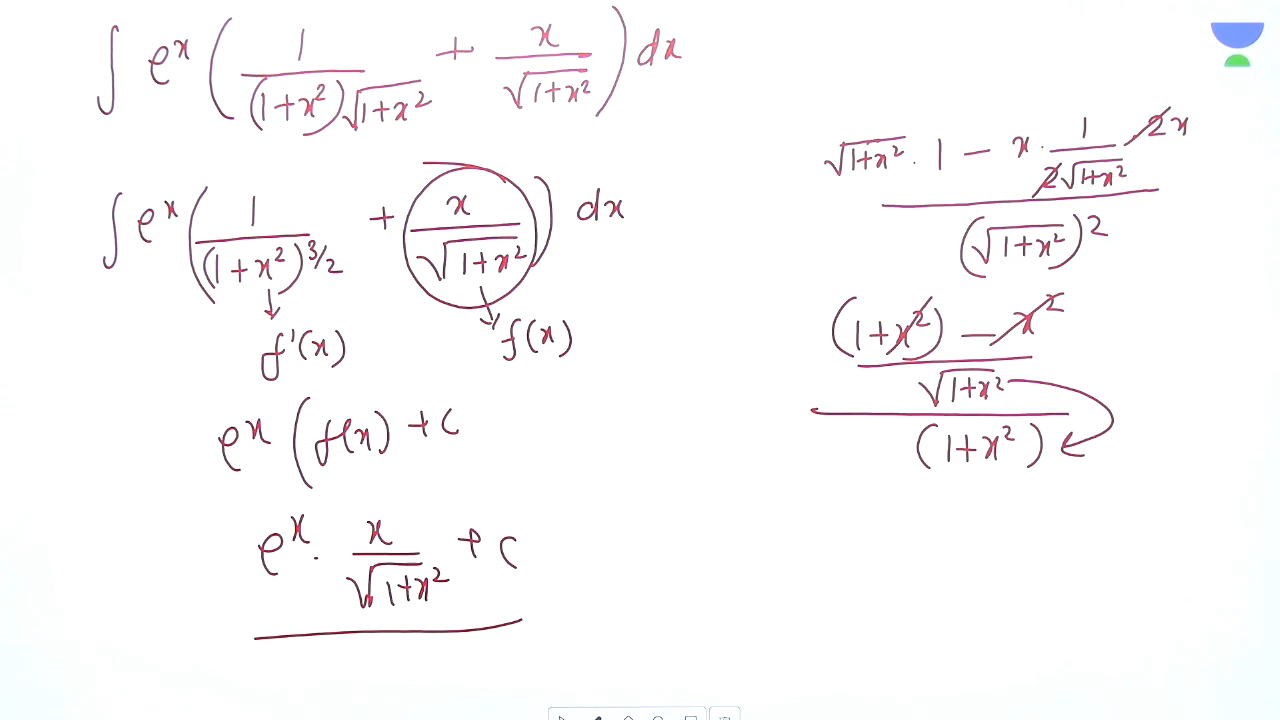 ∫ e^x ( 1/((1+x²)√(1+x²)) + x/√(1+x²) ) dx
∫ e^x ( 1/(1+x²)^(3/2) + x/√(1+x²) ) dx
↓ f'(x) ↘ f(x)
e^x ( f(x) + c
e^x · x/√(1+x²) + c
(√(1+x²) · 1 − x · 1/(2√(1+x²)) · 2x) / (√(1+x²))²
(((1+x²) − x²)/√(1+x²)) / (1+x²)